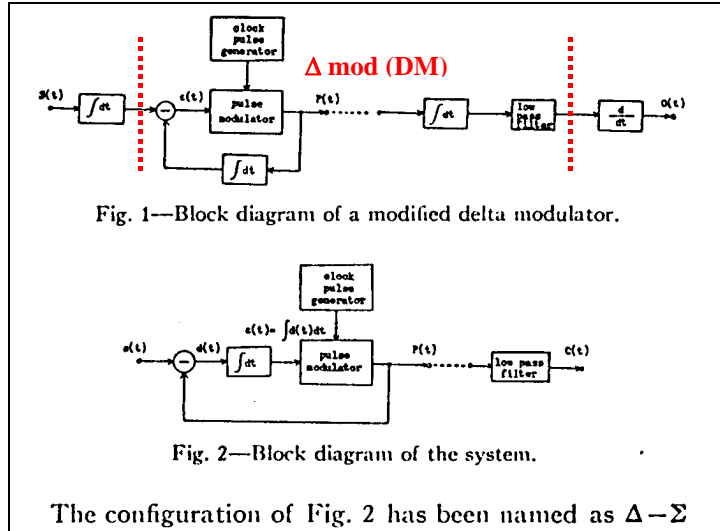 clock
pulse
generator
Δ mod (DM)
S(t)
∫dt
−
ε(t)
pulse
modulator
P(t)
∫dt
low
pass
filter
d/dt
O(t)
∫dt
Fig. 1—Block diagram of a modified delta modulator.
clock
pulse
generator
ε(t)= ∫d(t)dt
s(t)
−
d(t)
∫dt
pulse
modulator
P(t)
low pass
filter
O(t)
Fig. 2—Block diagram of the system.
The configuration of Fig. 2 has been named as Δ−Σ